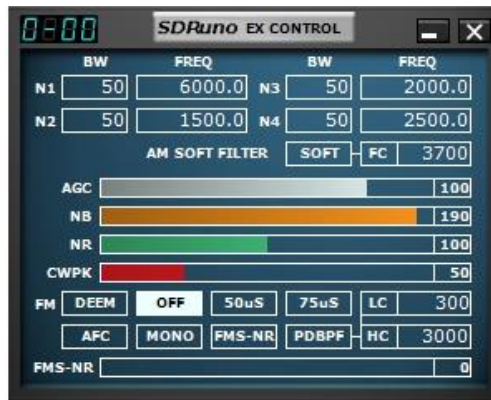 0-00 SDRuno EX CONTROL
BW FREQ BW FREQ
N1 50 6000.0 N3 50 2000.0
N2 50 1500.0 N4 50 2500.0
AM SOFT FILTER SOFT FC 3700
AGC 100
NB 190
NR 100
CWPK 50
FM DEEM OFF 50uS 75uS LC 300
AFC MONO FMS-NR PDBPF HC 3000
FMS-NR 0